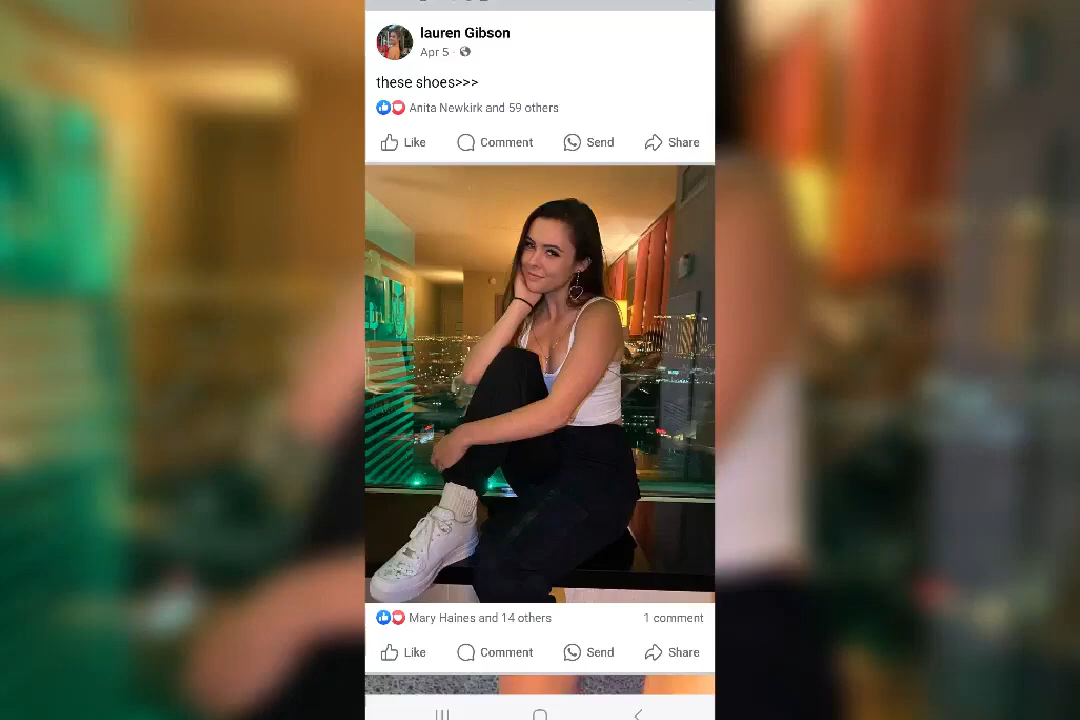 lauren Gibson
Apr 5
these shoes>>>
Anita Newkirk and 59 others
Like Comment Send Share
Mary Haines and 14 others 1 comment
Like Comment Send Share